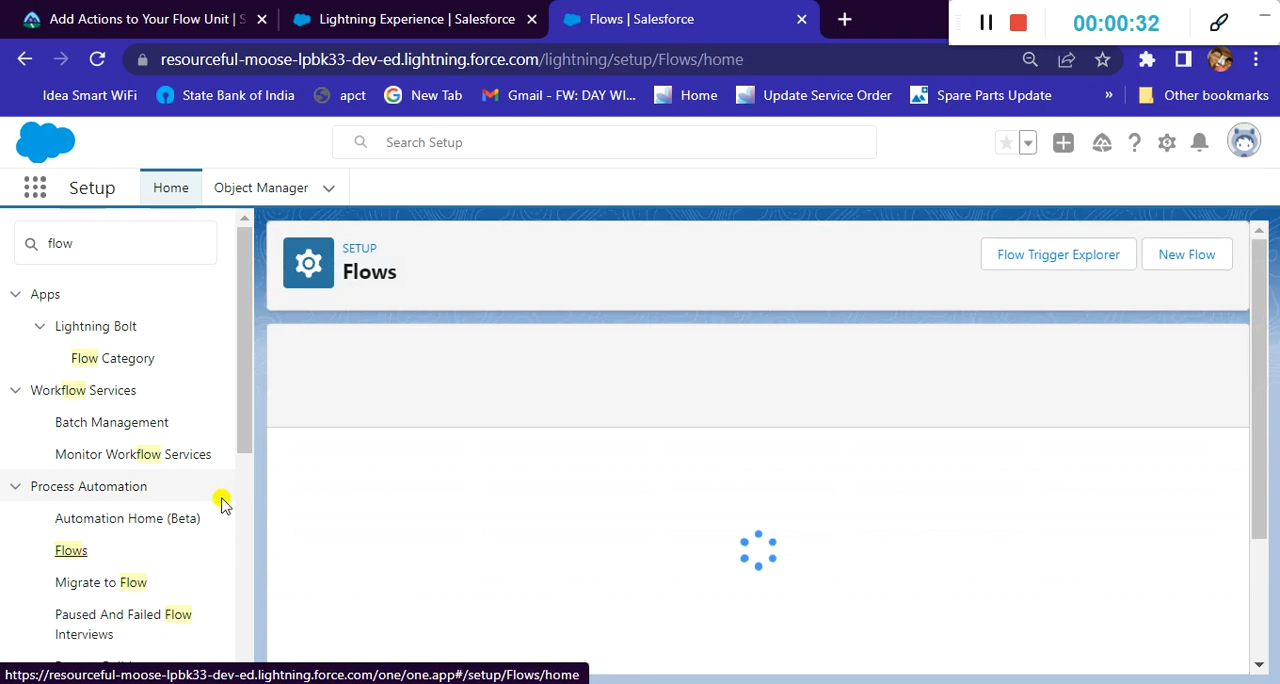 Add Actions to Your Flow Unit | S
Lightning Experience | Salesforce
Flows | Salesforce
00:00:32
resourceful-moose-lpbk33-dev-ed.lightning.force.com/lightning/setup/Flows/home
Idea Smart WiFi
State Bank of India
apct
New Tab
Gmail - FW: DAY WI...
Home
Update Service Order
Spare Parts Update
»
Other bookmarks
Search Setup
Setup
Home
Object Manager
flow
SETUP
Flows
Flow Trigger Explorer
New Flow
Apps
Lightning Bolt
Flow Category
Workflow Services
Batch Management
Monitor Workflow Services
Process Automation
Automation Home (Beta)
Flows
Migrate to Flow
Paused And Failed Flow
Interviews
https://resourceful-moose-lpbk33-dev-ed.lightning.force.com/one/one.app#/setup/Flows/home